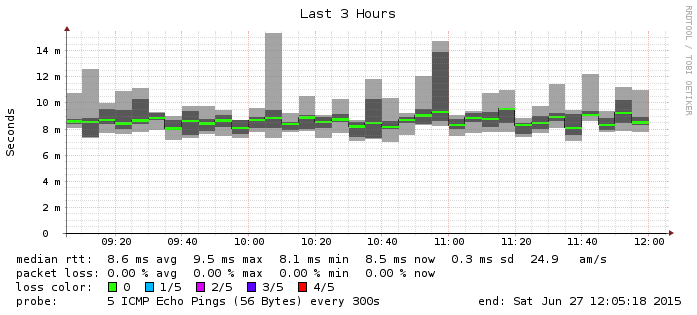 Last 3 Hours
RRDTOOL / TOBI OETIKER
Seconds
14 m
12 m
10 m
8 m
6 m
4 m
2 m
0
09:20 09:40 10:00 10:20 10:40 11:00 11:20 11:40 12:00
median rtt: 8.6 ms avg 9.5 ms max 8.1 ms min 8.5 ms now 0.3 ms sd 24.9 am/s
packet loss: 0.00 % avg 0.00 % max 0.00 % min 0.00 % now
loss color: 0 1/5 2/5 3/5 4/5
probe: 5 ICMP Echo Pings (56 Bytes) every 300s end: Sat Jun 27 12:05:18 2015